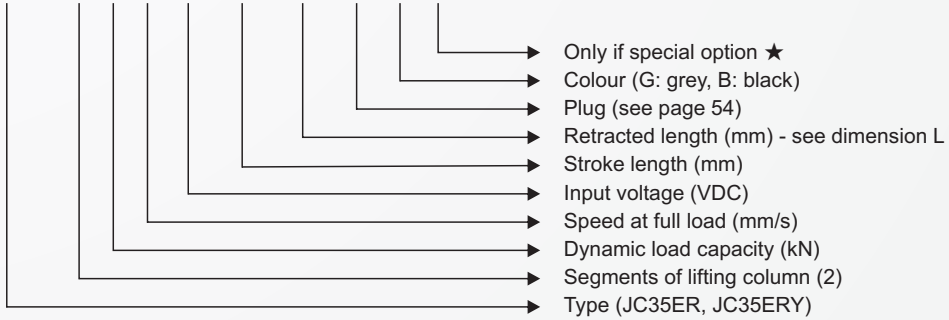 Only if special option ★
Colour (G: grey, B: black)
Plug (see page 54)
Retracted length (mm) - see dimension L
Stroke length (mm)
Input voltage (VDC)
Speed at full load (mm/s)
Dynamic load capacity (kN)
Segments of lifting column (2)
Type (JC35ER, JC35ERY)